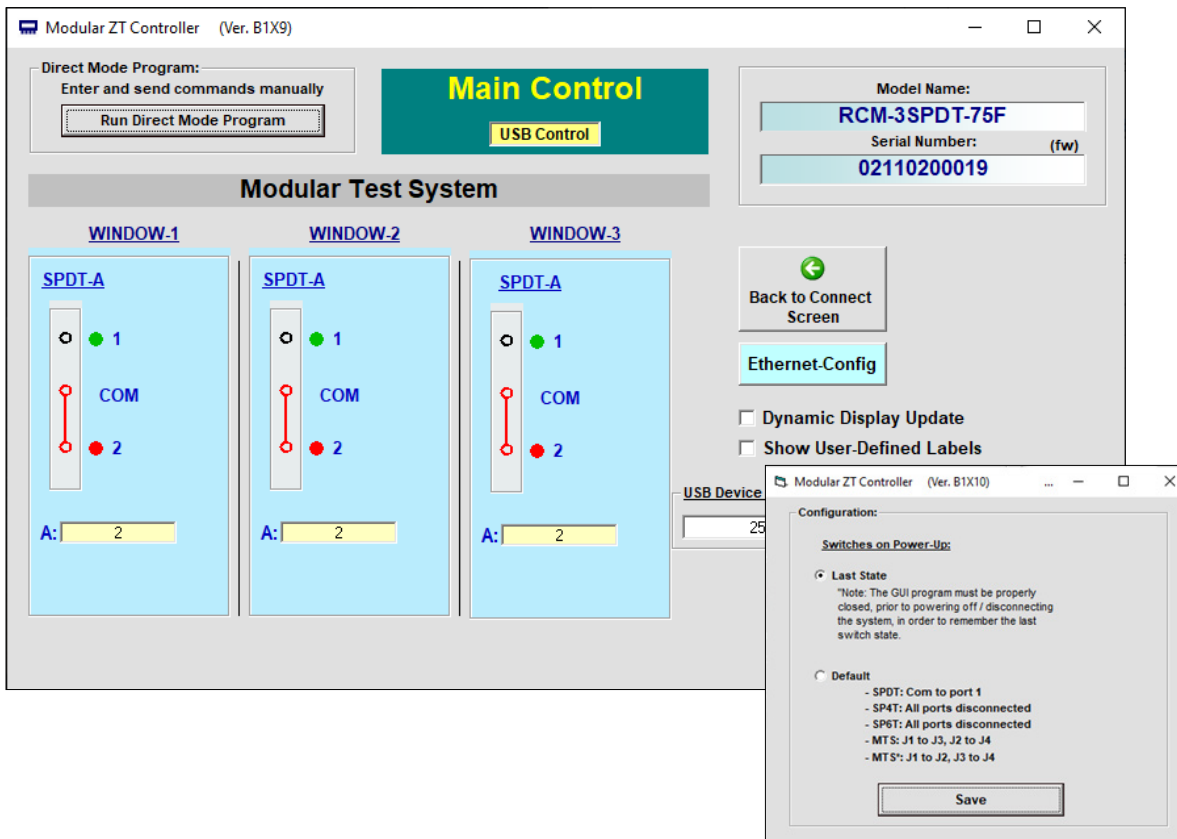 Modular ZT Controller (Ver. B1X9)
Direct Mode Program:
Enter and send commands manually
Run Direct Mode Program
Main Control
USB Control
Model Name:
RCM-3SPDT-75F
Serial Number: (fw)
02110200019
Modular Test System
WINDOW-1
SPDT-A
1
COM
2
A: 2
WINDOW-2
SPDT-A
1
COM
2
A: 2
WINDOW-3
SPDT-A
1
COM
2
A: 2
Back to Connect
Screen
Ethernet-Config
Dynamic Display Update
Show User-Defined Labels
USB Device
25
Modular ZT Controller (Ver. B1X10) ...
Configuration:
Switches on Power-Up:
Last State
"Note: The GUI program must be properly
closed, prior to powering off / disconnecting
the system, in order to remember the last
switch state.
Default
- SPDT: Com to port 1
- SP4T: All ports disconnected
- SP6T: All ports disconnected
- MTS: J1 to J3, J2 to J4
- MTS*: J1 to J2, J3 to J4
Save